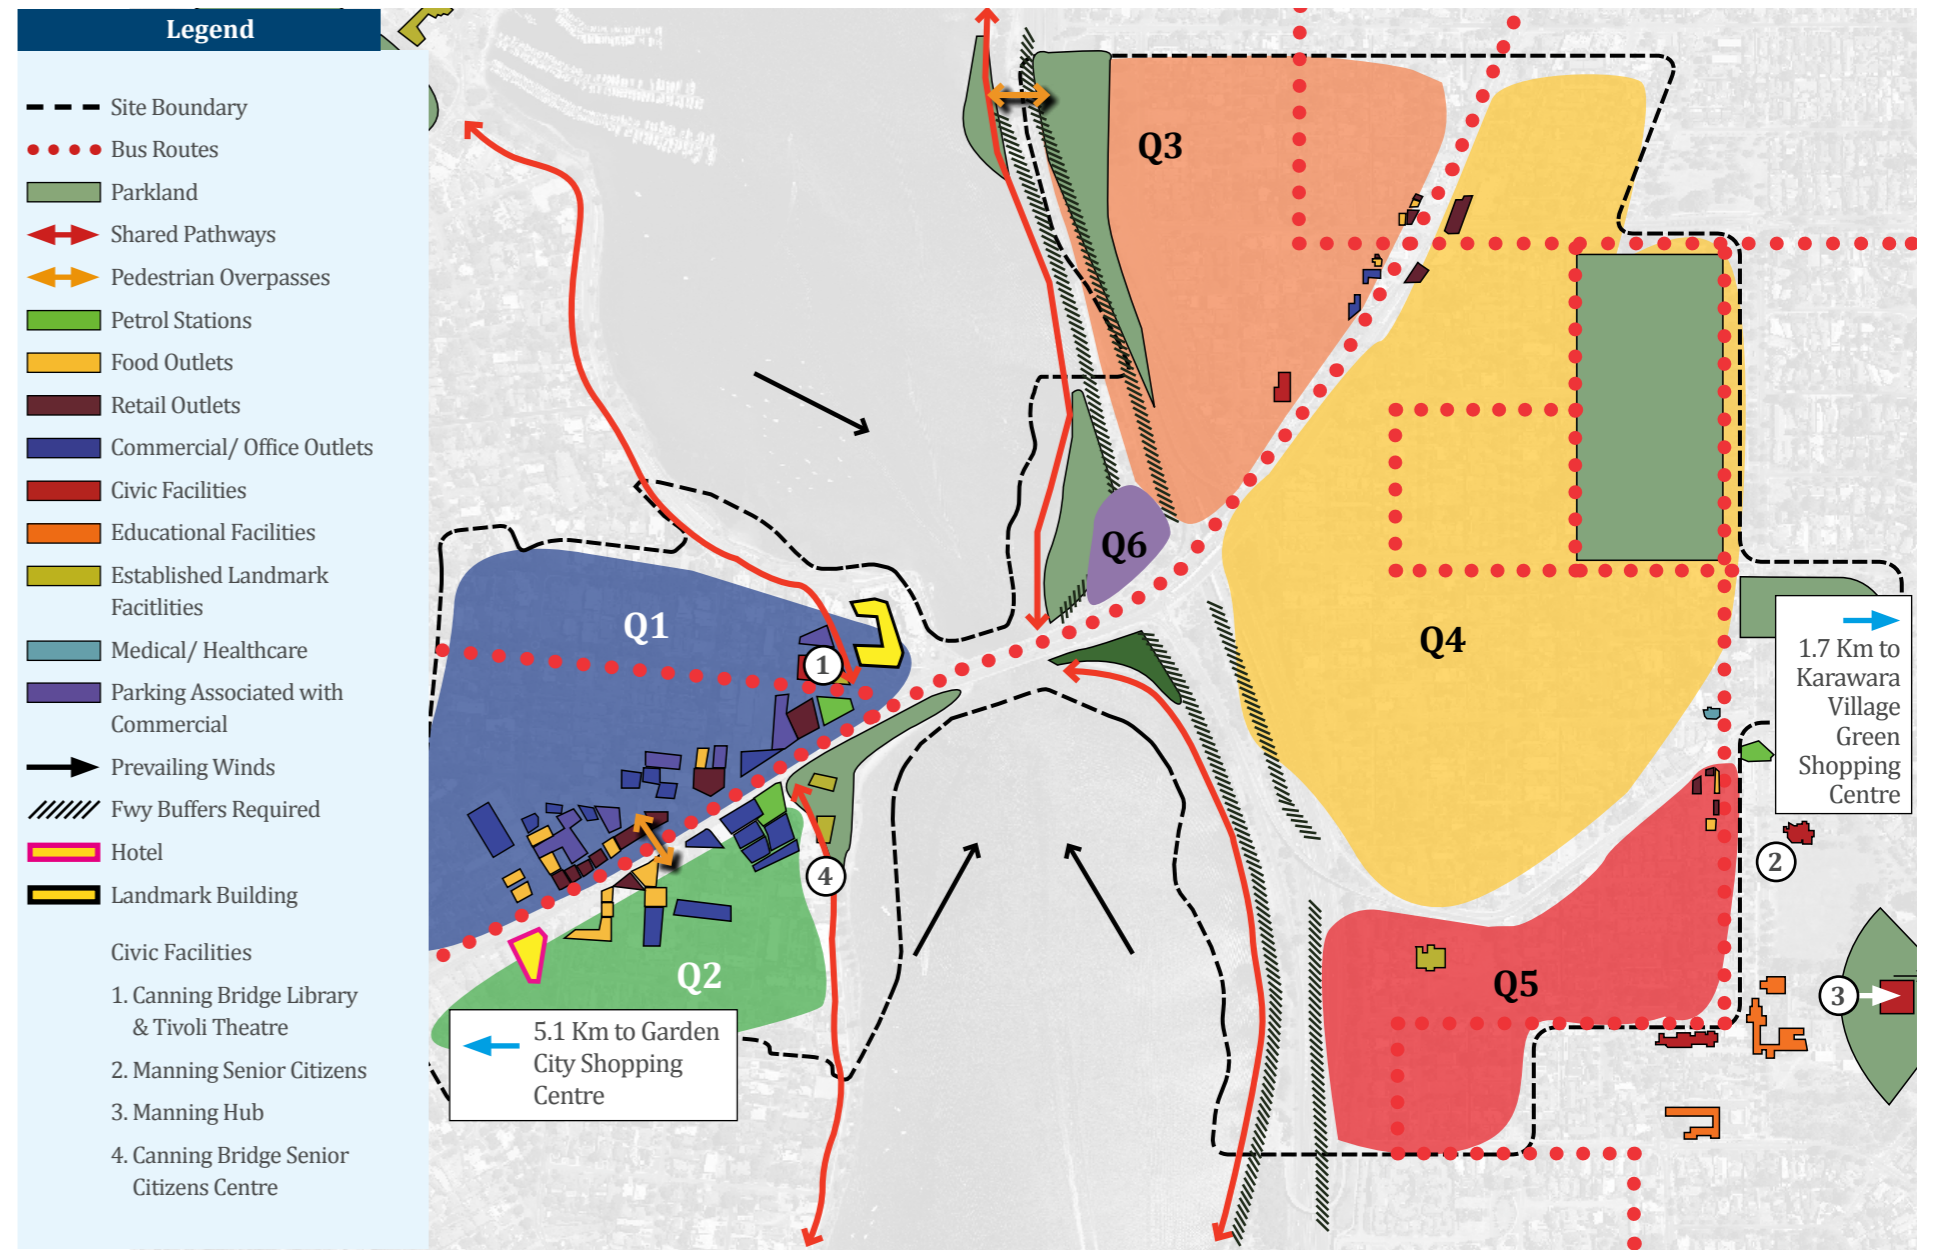 Legend
Site Boundary
Bus Routes
Parkland
Shared Pathways
Pedestrian Overpasses
Petrol Stations
Food Outlets
Retail Outlets
Commercial/ Office Outlets
Civic Facilities
Educational Facilities
Established Landmark
Facitlities
Medical/ Healthcare
Parking Associated with
Commercial
Prevailing Winds
Fwy Buffers Required
Hotel
Landmark Building
Civic Facilities
1. Canning Bridge Library
& Tivoli Theatre
2. Manning Senior Citizens
3. Manning Hub
4. Canning Bridge Senior
Citizens Centre
Q3
Q6
Q1
Q4
1
1.7 Km to
Karawara
Village
Green
Shopping
Centre
2
4
Q2
Q5
3
5.1 Km to Garden
City Shopping
Centre